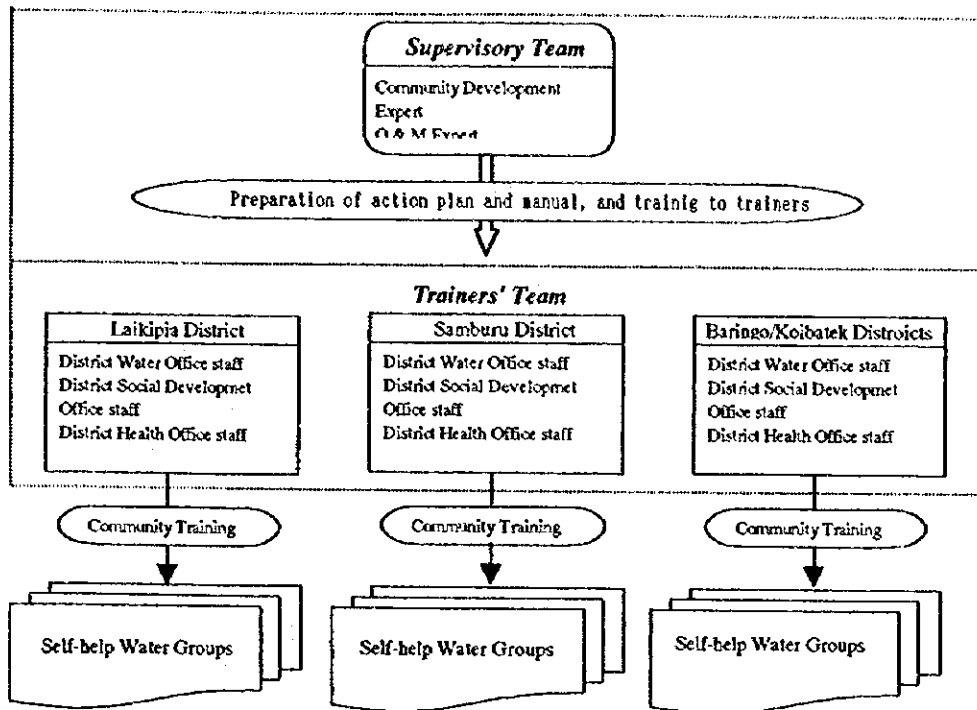 Supervisory Team
Community Development
Expert
O & M Expert
Preparation of action plan and manual, and trainig to trainers
Trainers' Team
Laikipia District
District Water Office staff
District Social Developmet
Office staff
District Health Office staff
Samburu District
District Water Office staff
District Social Developmet
Office staff
District Health Office staff
Baringo/Koibatek Distroicts
District Water Office staff
District Social Developmet
Office staff
District Health Office staff
Community Training
Community Training
Community Training
Self-help Water Groups
Self-help Water Groups
Self-help Water Groups